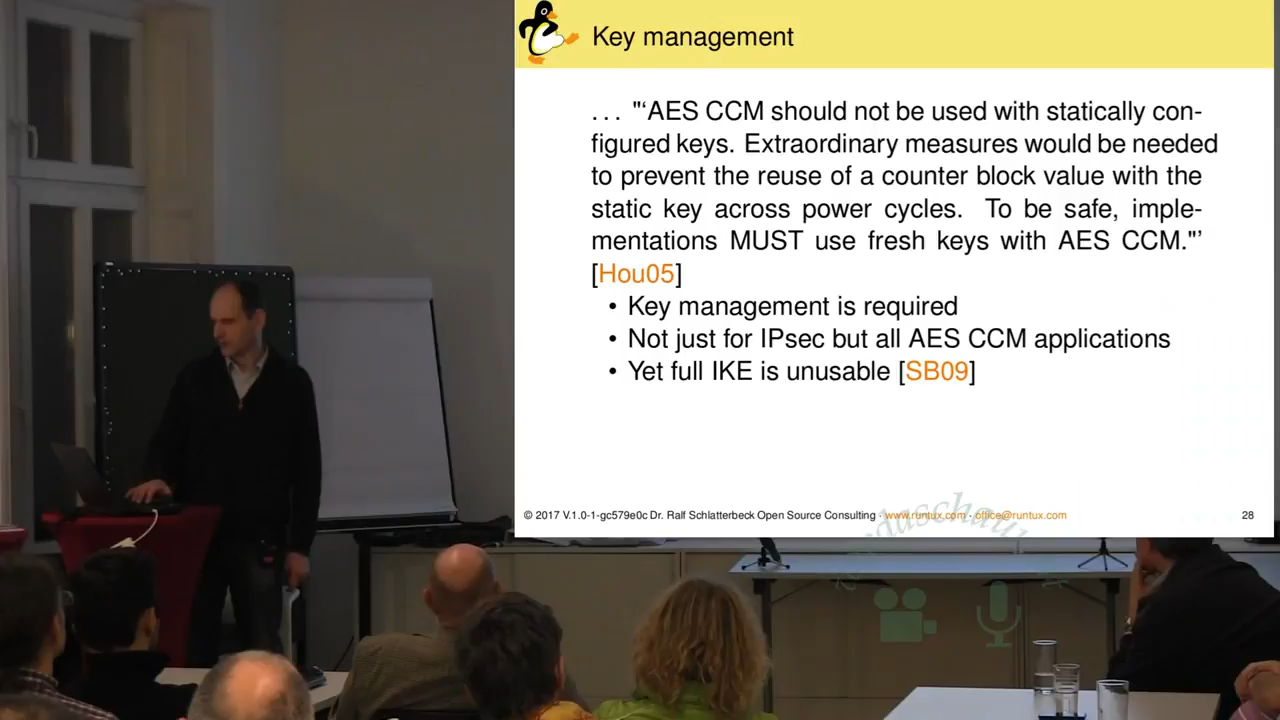 Key management
. . . "‘AES CCM should not be used with statically con-
figured keys. Extraordinary measures would be needed
to prevent the reuse of a counter block value with the
static key across power cycles. To be safe, imple-
mentations MUST use fresh keys with AES CCM."’
[Hou05]
• Key management is required
• Not just for IPsec but all AES CCM applications
• Yet full IKE is unusable [SB09]
© 2017 V.1.0-1-gc579e0c Dr. Ralf Schlatterbeck Open Source Consulting · www.runtux.com · office@runtux.com
28